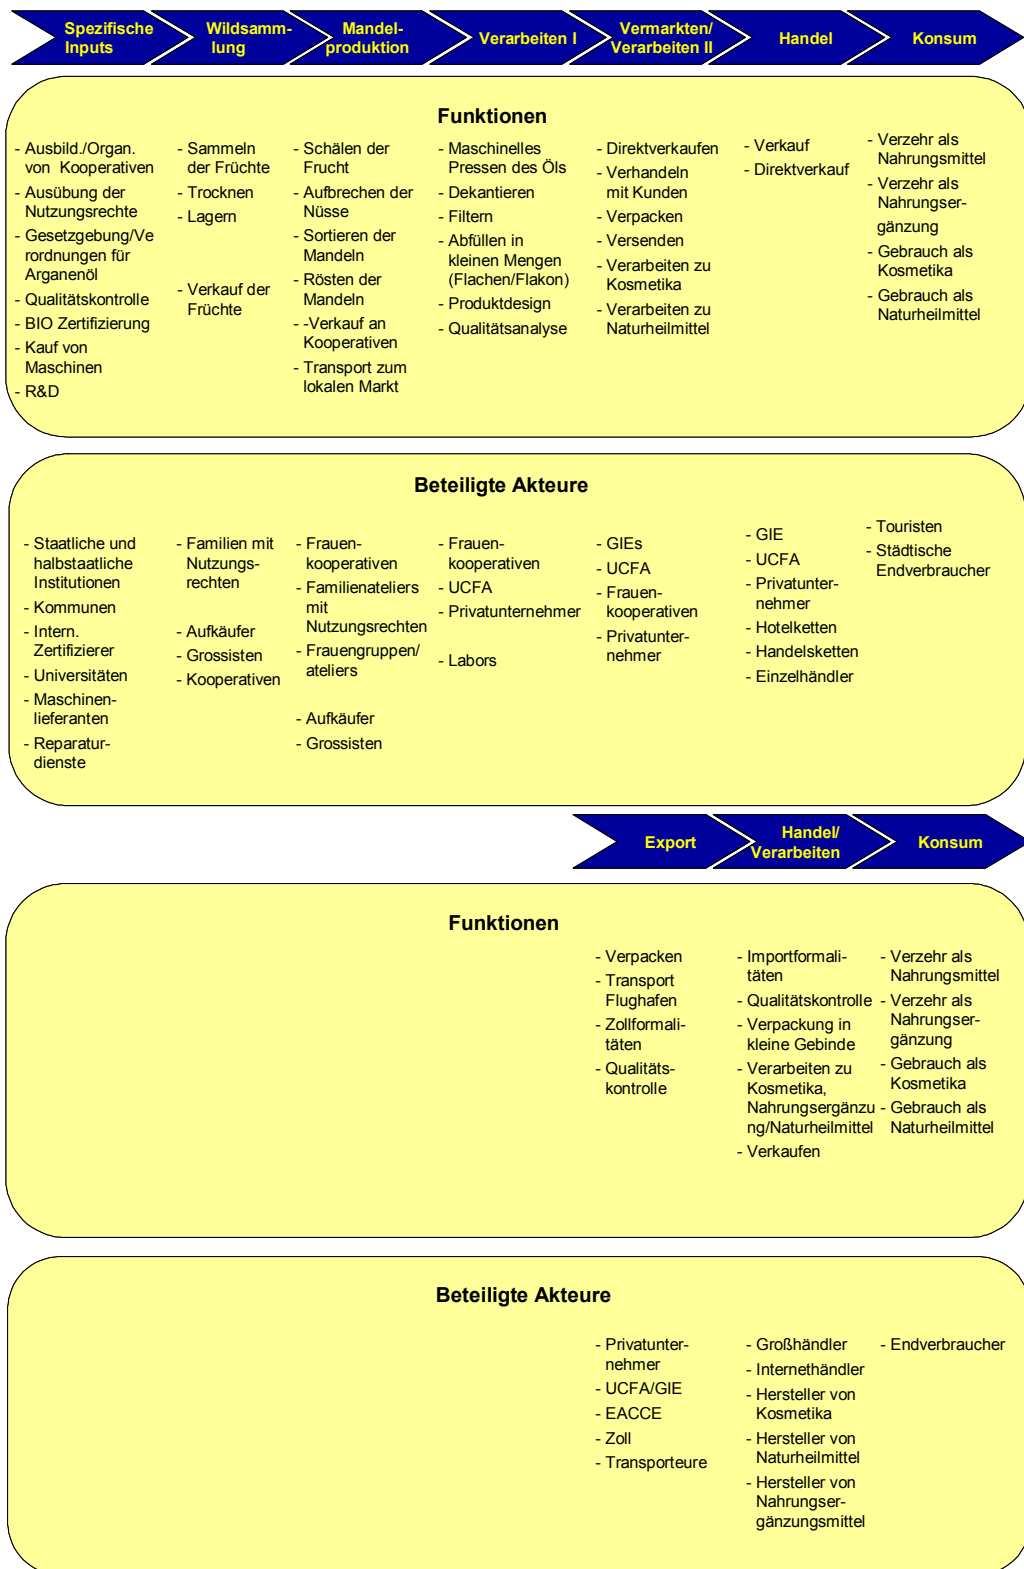 Spezifische
Inputs
Wildsamm-
lung
Mandel-
produktion
Verarbeiten I
Vermarkten/
Verarbeiten II
Handel
Konsum
Funktionen
- Ausbild./Organ.
von Kooperativen
- Ausübung der
Nutzungsrechte
- Gesetzgebung/Ve
rordnungen für
Arganenöl
- Qualitätskontrolle
- BIO Zertifizierung
- Kauf von
Maschinen
- R&D
- Sammeln
der Früchte
- Trocknen
- Lagern
- Verkauf der
Früchte
- Schälen der
Frucht
- Aufbrechen der
Nüsse
- Sortieren der
Mandeln
- Rösten der
Mandeln
- -Verkauf an
Kooperativen
- Transport zum
lokalen Markt
- Maschinelles
Pressen des Öls
- Dekantieren
- Filtern
- Abfüllen in
kleinen Mengen
(Flachen/Flakon)
- Produktdesign
- Qualitätsanalyse
- Direktverkaufen
- Verhandeln
mit Kunden
- Verpacken
- Versenden
- Verarbeiten zu
Kosmetika
- Verarbeiten zu
Naturheilmittel
- Verkauf
- Direktverkauf
- Verzehr als
Nahrungsmittel
- Verzehr als
Nahrungser-
gänzung
- Gebrauch als
Kosmetika
- Gebrauch als
Naturheilmittel
Beteiligte Akteure
- Staatliche und
halbstaatliche
Institutionen
- Kommunen
- Intern.
Zertifizierer
- Universitäten
- Maschinen-
lieferanten
- Reparatur-
dienste
- Familien mit
Nutzungs-
rechten
- Aufkäufer
- Grossisten
- Kooperativen
- Frauen-
kooperativen
- Familienateliers
mit
Nutzungsrechten
- Frauengruppen/
ateliers
- Aufkäufer
- Grossisten
- Frauen-
kooperativen
- UCFA
- Privatunternehmer
- Labors
- GIEs
- UCFA
- Frauen-
kooperativen
- Privatunter-
nehmer
- GIE
- UCFA
- Privatunter-
nehmer
- Hotelketten
- Handelsketten
- Einzelhändler
- Touristen
- Städtische
Endverbraucher
Export
Handel/
Verarbeiten
Konsum
Funktionen
- Verpacken
- Transport
Flughafen
- Zollformali-
täten
- Qualitäts-
kontrolle
- Importformali-
täten
- Qualitätskontrolle
- Verpackung in
kleine Gebinde
- Verarbeiten zu
Kosmetika,
Nahrungsergänzu
ng/Naturheilmittel
- Verkaufen
- Verzehr als
Nahrungsmittel
- Verzehr als
Nahrungser-
gänzung
- Gebrauch als
Kosmetika
- Gebrauch als
Naturheilmittel
Beteiligte Akteure
- Privatunter-
nehmer
- UCFA/GIE
- EACCE
- Zoll
- Transporteure
- Großhändler
- Internethändler
- Hersteller von
Kosmetika
- Hersteller von
Naturheilmittel
- Hersteller von
Nahrungser-
gänzungsmittel
- Endverbraucher